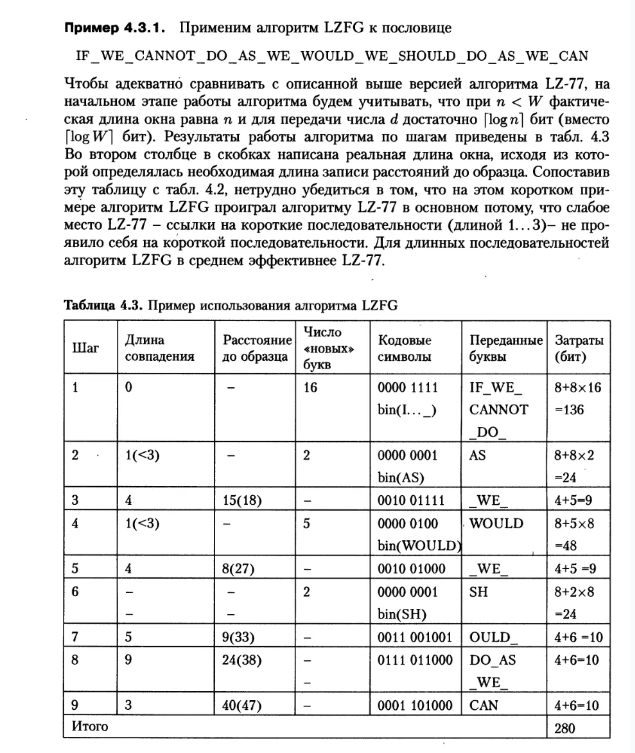 Пример 4.3.1. Применим алгоритм LZFG к пословице
IF_WE_CANNOT_DO_AS_WE_WOULD_WE_SHOULD_DO_AS_WE_CAN
Чтобы адекватно сравнивать с описанной выше версией алгоритма LZ-77, на
начальном этапе работы алгоритма будем учитывать, что при n < W фактиче-
ская длина окна равна n и для передачи числа d достаточно ⌈log n⌉ бит (вместо
⌈log W⌉ бит). Результаты работы алгоритма по шагам приведены в табл. 4.3
Во втором столбце в скобках написана реальная длина окна, исходя из кото-
рой определялась необходимая длина записи расстояний до образца. Сопоставив
эту таблицу с табл. 4.2, нетрудно убедиться в том, что на этом коротком при-
мере алгоритм LZFG проиграл алгоритму LZ-77 в основном потому, что слабое
место LZ-77 – ссылки на короткие последовательности (длиной 1...3)– не про-
явило себя на короткой последовательности. Для длинных последовательностей
алгоритм LZFG в среднем эффективнее LZ-77.
Таблица 4.3. Пример использования алгоритма LZFG
Шаг Длина совпадения Расстояние до образца Число «новых» букв Кодовые символы Переданные буквы Затраты (бит)
1 0 – 16 0000 1111 IF_WE_ 8+8×16
bin(I..._) CANNOT =136
_DO_
2 1(<3) – 2 0000 0001 AS 8+8×2
bin(AS) =24
3 4 15(18) – 0010 01111 _WE_ 4+5=9
4 1(<3) – 5 0000 0100 WOULD 8+5×8
bin(WOULD) =48
5 4 8(27) – 0010 01000 _WE_ 4+5 =9
6 – – 2 0000 0001 SH 8+2×8
– – bin(SH) =24
7 5 9(33) – 0011 001001 OULD_ 4+6 =10
8 9 24(38) – 0111 011000 DO_AS 4+6=10
– _WE_
9 3 40(47) – 0001 101000 CAN 4+6=10
Итого 280